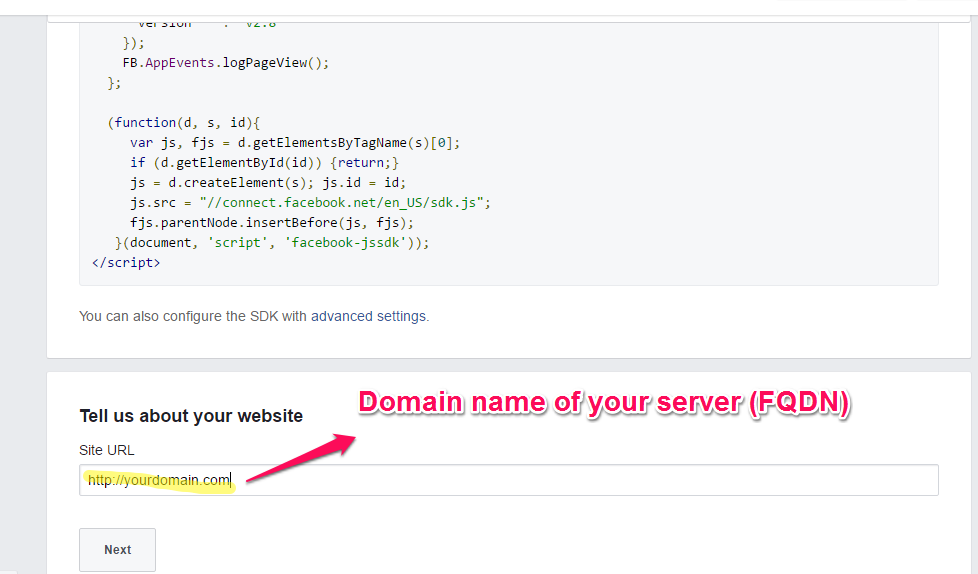 version : 'v2.8'
});
FB.AppEvents.logPageView();
};
(function(d, s, id){
var js, fjs = d.getElementsByTagName(s)[0];
if (d.getElementById(id)) {return;}
js = d.createElement(s); js.id = id;
js.src = "//connect.facebook.net/en_US/sdk.js";
fjs.parentNode.insertBefore(js, fjs);
}(document, 'script', 'facebook-jssdk'));
</script>
You can also configure the SDK with advanced settings.
Domain name of your server (FQDN)
Tell us about your website
Site URL
http://yourdomain.com
Next